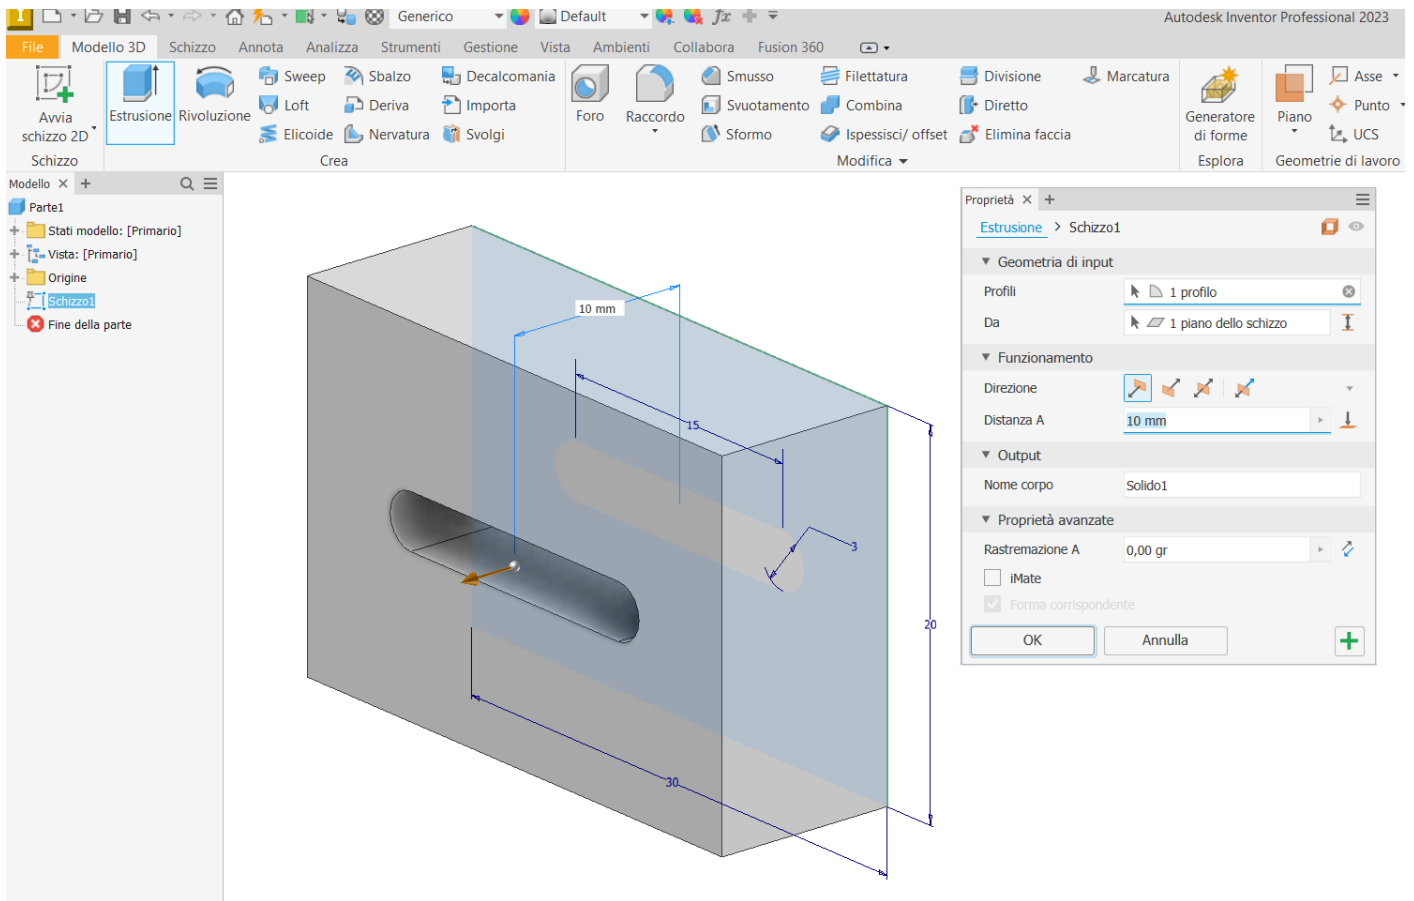 I
Generico
Default
fx
Autodesk Inventor Professional 2023
File Modello 3D Schizzo Annota Analizza Strumenti Gestione Vista Ambienti Collabora Fusion 360
Avvia
schizzo 2D
Estrusione
Rivoluzione
Sweep Sbalzo Decalcomania
Loft Deriva Importa
Elicoide Nervatura Svolgi
Foro
Raccordo
Smusso Filettatura Divisione Marcatura
Svuotamento Combina Diretto
Sformo Ispessisci/ offset Elimina faccia
Generatore
di forme
Piano
Asse
Punto
UCS
Schizzo Crea Modifica Esplora Geometrie di lavoro
Modello
Parte1
Stati modello: [Primario]
Vista: [Primario]
Origine
Schizzo1
Fine della parte
10 mm
15
3
20
30
Proprietà
Estrusione > Schizzo1
Geometria di input
Profili 1 profilo
Da 1 piano dello schizzo
Funzionamento
Direzione
Distanza A 10 mm
Output
Nome corpo Solido1
Proprietà avanzate
Rastremazione A 0,00 gr
iMate
Forma corrispondente
OK Annulla